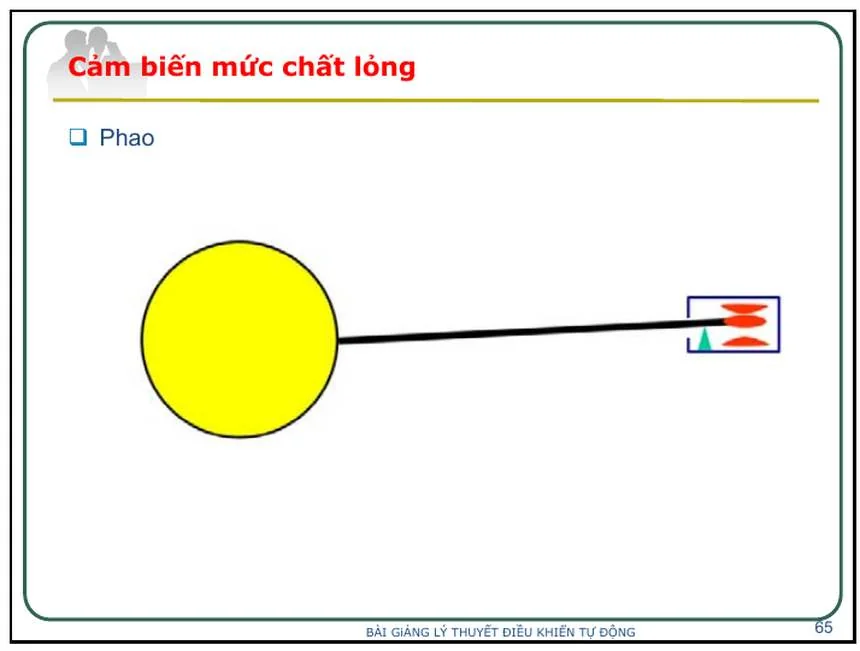 Cảm biến mức chất lỏng
Phao
BÀI GiẢNG LÝ THUYẾT ĐIỀU KHIỂN TỰ ĐỘNG
65